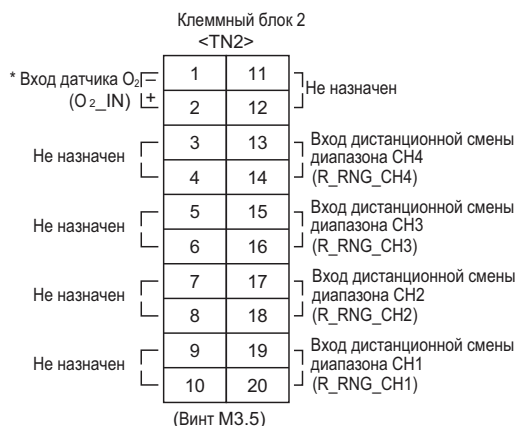 Клеммный блок 2
<TN2>
* Вход датчика O₂ –
(O₂_IN) +
1 11
2 12
Не назначен
Не назначен
3 13
4 14
Вход дистанционной смены
диапазона CH4
(R_RNG_CH4)
Не назначен
5 15
6 16
Вход дистанционной смены
диапазона CH3
(R_RNG_CH3)
Не назначен
7 17
8 18
Вход дистанционной смены
диапазона CH2
(R_RNG_CH2)
Не назначен
9 19
10 20
Вход дистанционной смены
диапазона CH1
(R_RNG_CH1)
(Винт M3.5)